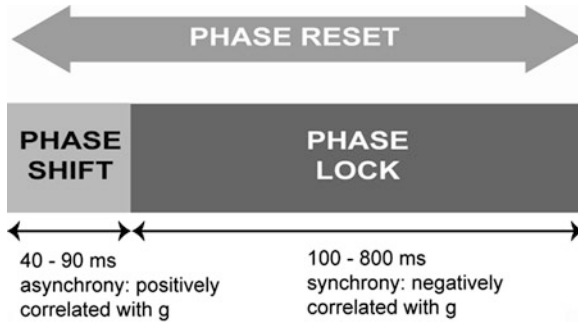 PHASE RESET
PHASE
SHIFT
PHASE
LOCK
40 - 90 ms
asynchrony: positively
correlated with g
100 - 800 ms
synchrony: negatively
correlated with g